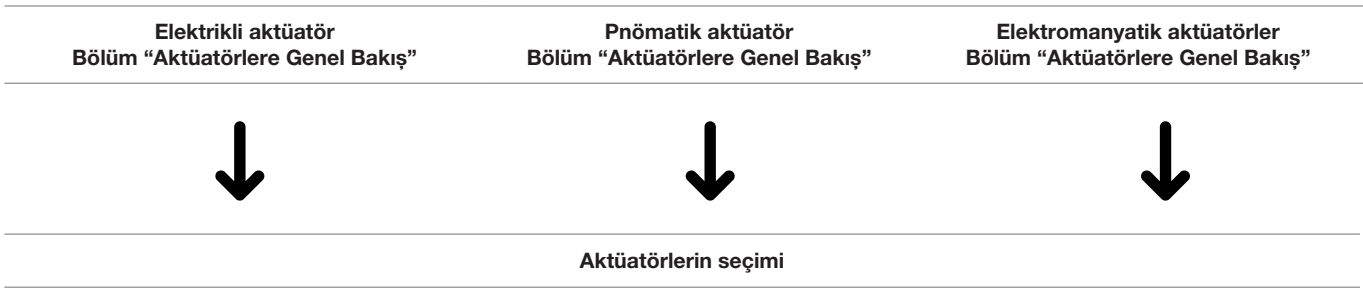 Elektrikli aktüatör
Bölüm “Aktüatörlere Genel Bakış”
Pnömatik aktüatör
Bölüm “Aktüatörlere Genel Bakış”
Elektromanyatik aktüatörler
Bölüm “Aktüatörlere Genel Bakış”
Aktüatörlerin seçimi